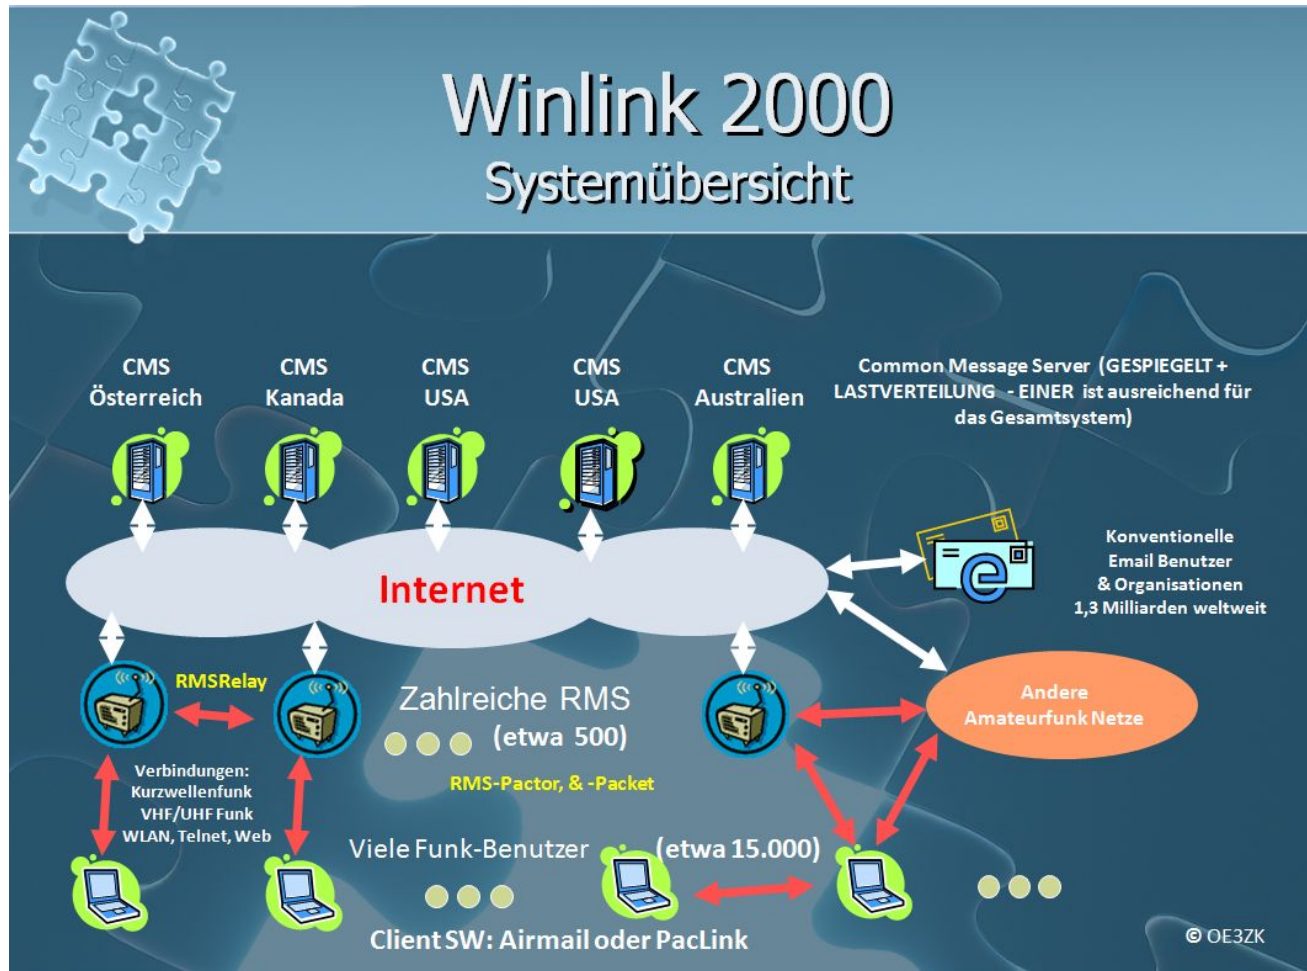 Winlink 2000
Systemübersicht
CMS
Österreich
CMS
Kanada
CMS
USA
CMS
USA
CMS
Australien
Common Message Server (GESPIEGELT +
LASTVERTEILUNG - EINER ist ausreichend für
das Gesamtsystem)
Internet
e
Konventionelle
Email Benutzer
& Organisationen
1,3 Milliarden weltweit
RMSRelay
Zahlreiche RMS
(etwa 500)
RMS-Pactor, & -Packet
Andere
Amateurfunk Netze
Verbindungen:
Kurzwellenfunk
VHF/UHF Funk
WLAN, Telnet, Web
Viele Funk-Benutzer (etwa 15.000)
Client SW: Airmail oder PacLink
© OE3ZK